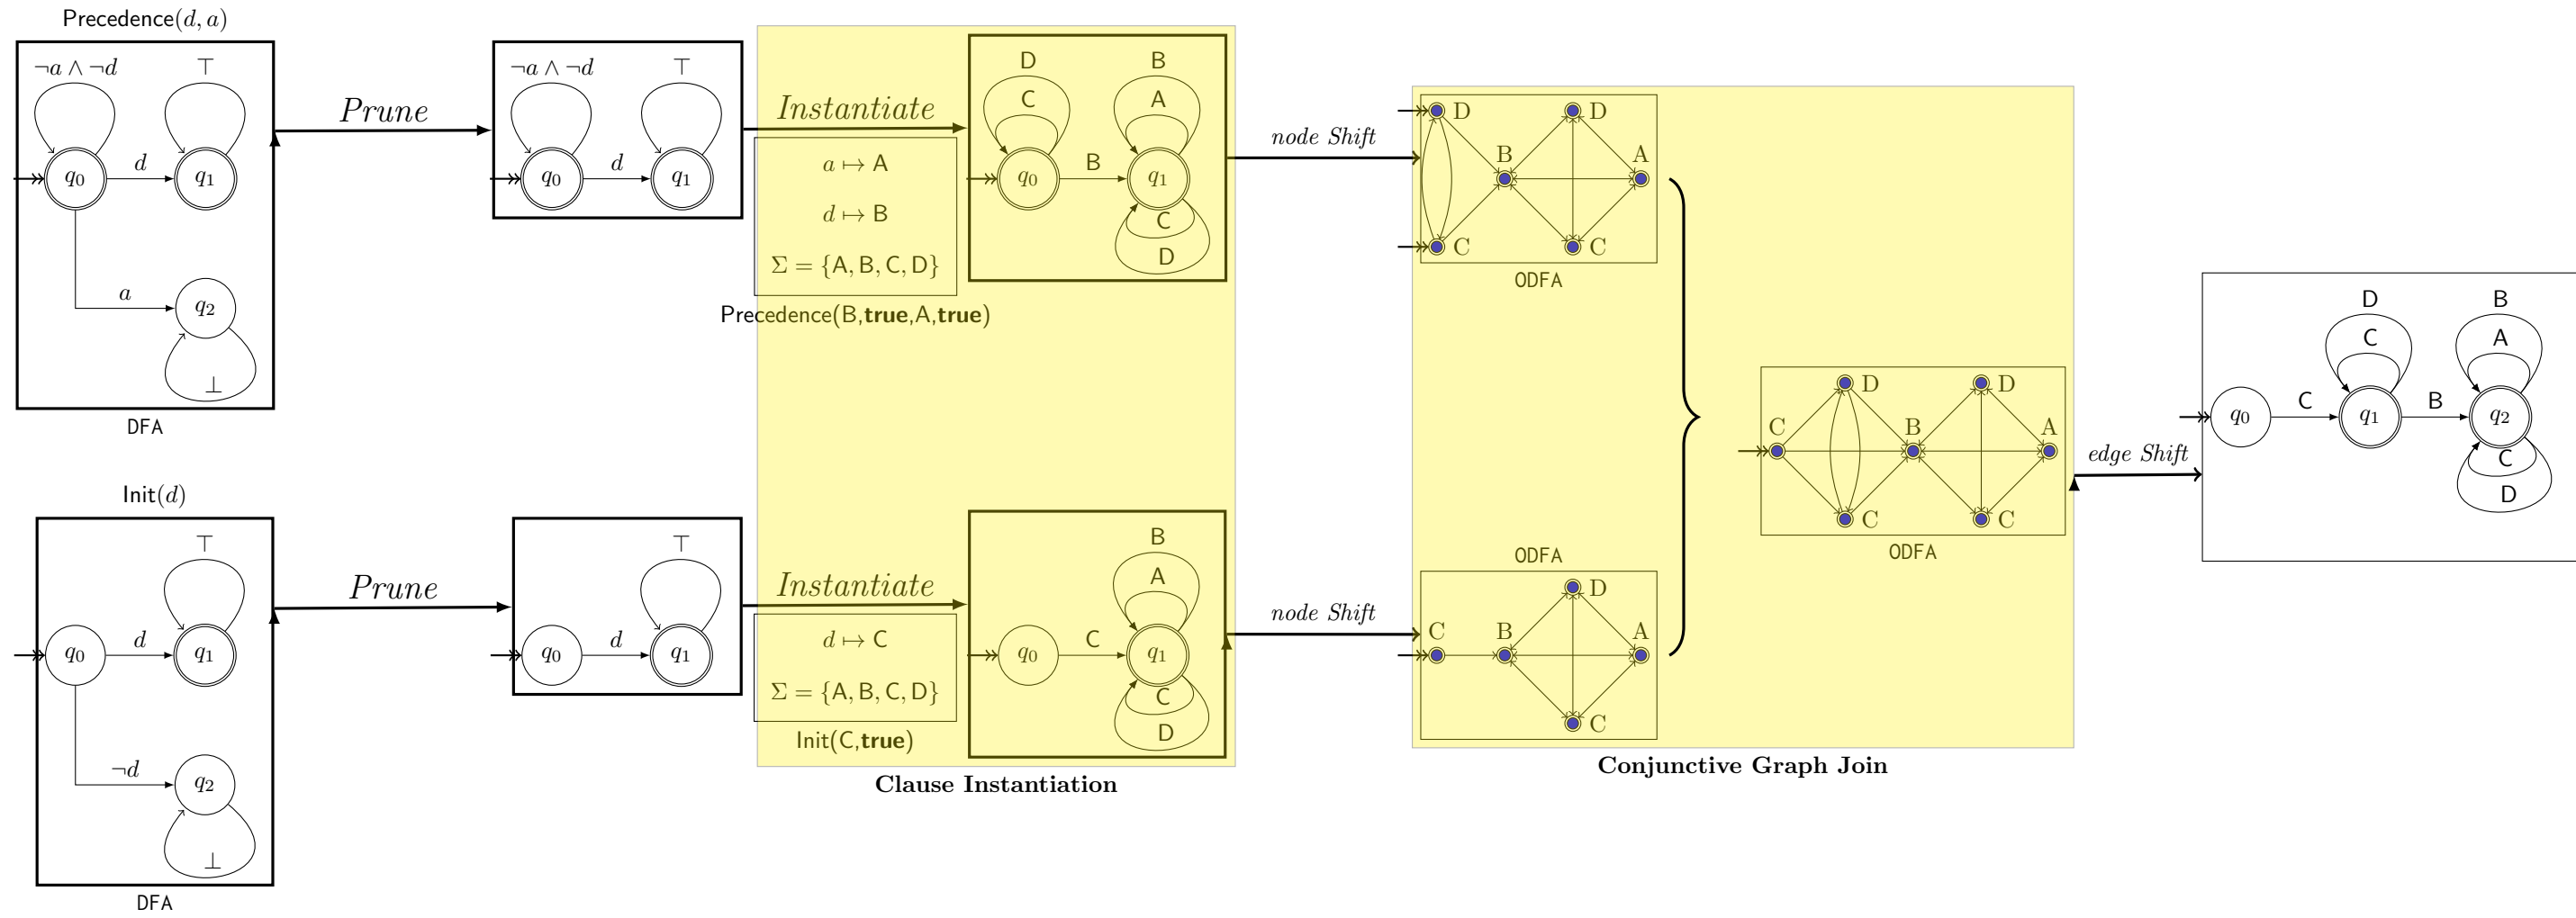 Precedence(d, a)
¬a ∧ ¬d
⊤
q0
d
q1
a
q2
⊥
DFA
Prune
¬a ∧ ¬d
⊤
q0
d
q1
Instantiate
a ↦ A
d ↦ B
Σ = {A, B, C, D}
Precedence(B,true,A,true)
D
C
q0
B
B
A
q1
C
D
node Shift
D
C
B
D
A
C
ODFA
Init(d)
⊤
q0
d
q1
¬d
q2
⊥
DFA
Prune
⊤
q0
d
q1
Instantiate
d ↦ C
Σ = {A, B, C, D}
Init(C,true)
q0
C
B
A
q1
C
D
Clause Instantiation
node Shift
ODFA
C
B
D
A
C
C
D
C
B
D
A
C
ODFA
Conjunctive Graph Join
edge Shift
q0
C
D
C
q1
B
B
A
q2
C
D